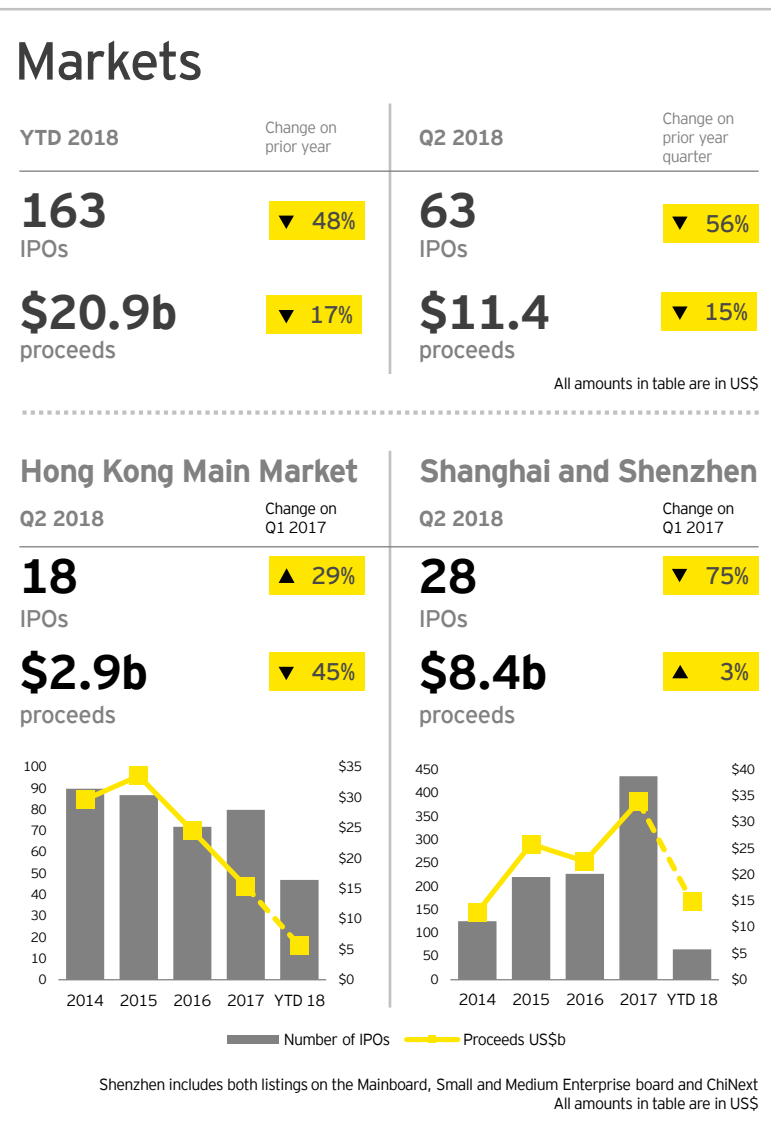 Markets
YTD 2018
Change on
prior year
163
IPOs
▼ 48%
$20.9b
proceeds
▼ 17%
Q2 2018
Change on
prior year
quarter
63
IPOs
▼ 56%
$11.4
proceeds
▼ 15%
All amounts in table are in US$
Hong Kong Main Market
Q2 2018
Change on
Q1 2017
18
IPOs
▲ 29%
$2.9b
proceeds
▼ 45%
100
90
80
70
60
50
40
30
20
10
0
$35
$30
$25
$20
$15
$10
$5
$0
2014 2015 2016 2017 YTD 18
Shanghai and Shenzhen
Q2 2018
Change on
Q1 2017
28
IPOs
▼ 75%
$8.4b
proceeds
▲ 3%
450
400
350
300
250
200
150
100
50
0
$40
$35
$30
$25
$20
$15
$10
$5
$0
2014 2015 2016 2017 YTD 18
Number of IPOs Proceeds US$b
Shenzhen includes both listings on the Mainboard, Small and Medium Enterprise board and ChiNext
All amounts in table are in US$